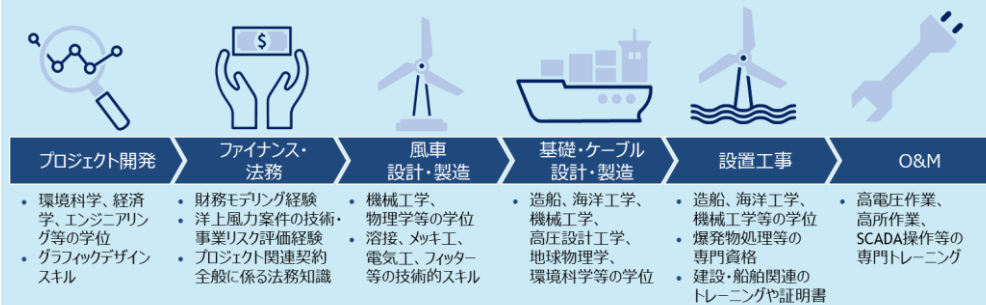 $
プロジェクト開発
ファイナンス・
法務
風車
設計・製造
基礎・ケーブル
設計・製造
設置工事
O&M
• 環境科学、経済
学、エンジニアリン
グ等の学位
• グラフィックデザイン
スキル
• 財務モデリング経験
• 洋上風力案件の技術・
事業リスク評価経験
• プロジェクト関連契約
全般に係る法務知識
• 機械工学、
物理学等の学位
• 溶接、メッキ工、
電気工、フィッター
等の技術的スキル
• 造船、海洋工学、
機械工学、
高圧設計工学、
地球物理学、
環境科学等の学位
• 造船、海洋工学、
機械工学等の学位
• 爆発物処理等の
専門資格
• 建設・船舶関連の
トレーニングや証明書
• 高電圧作業、
高所作業、
SCADA操作等の
専門トレーニング